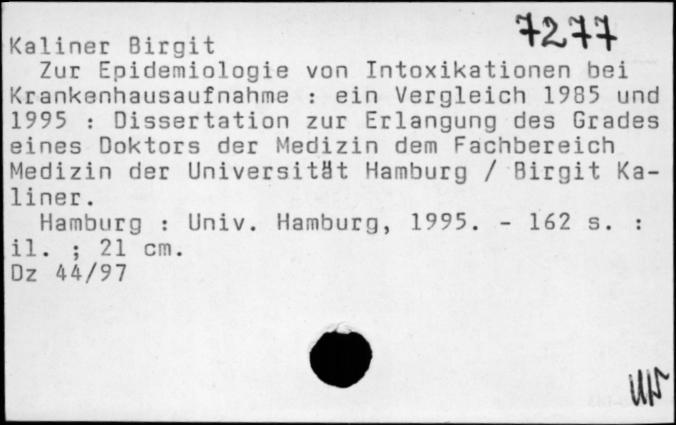 7277
Kaliner Birgit
Zur Epidemiologie von Intoxikationen bei
Krankenhausaufnahme : ein Vergleich 1985 und
1995 : Dissertation zur Erlangung des Grades
eines Doktors der Medizin dem Fachbereich
Medizin der Universität Hamburg / Birgit Ka-
liner.
Hamburg : Univ. Hamburg, 1995. - 162 s. :
il. ; 21 cm.
Dz 44/97